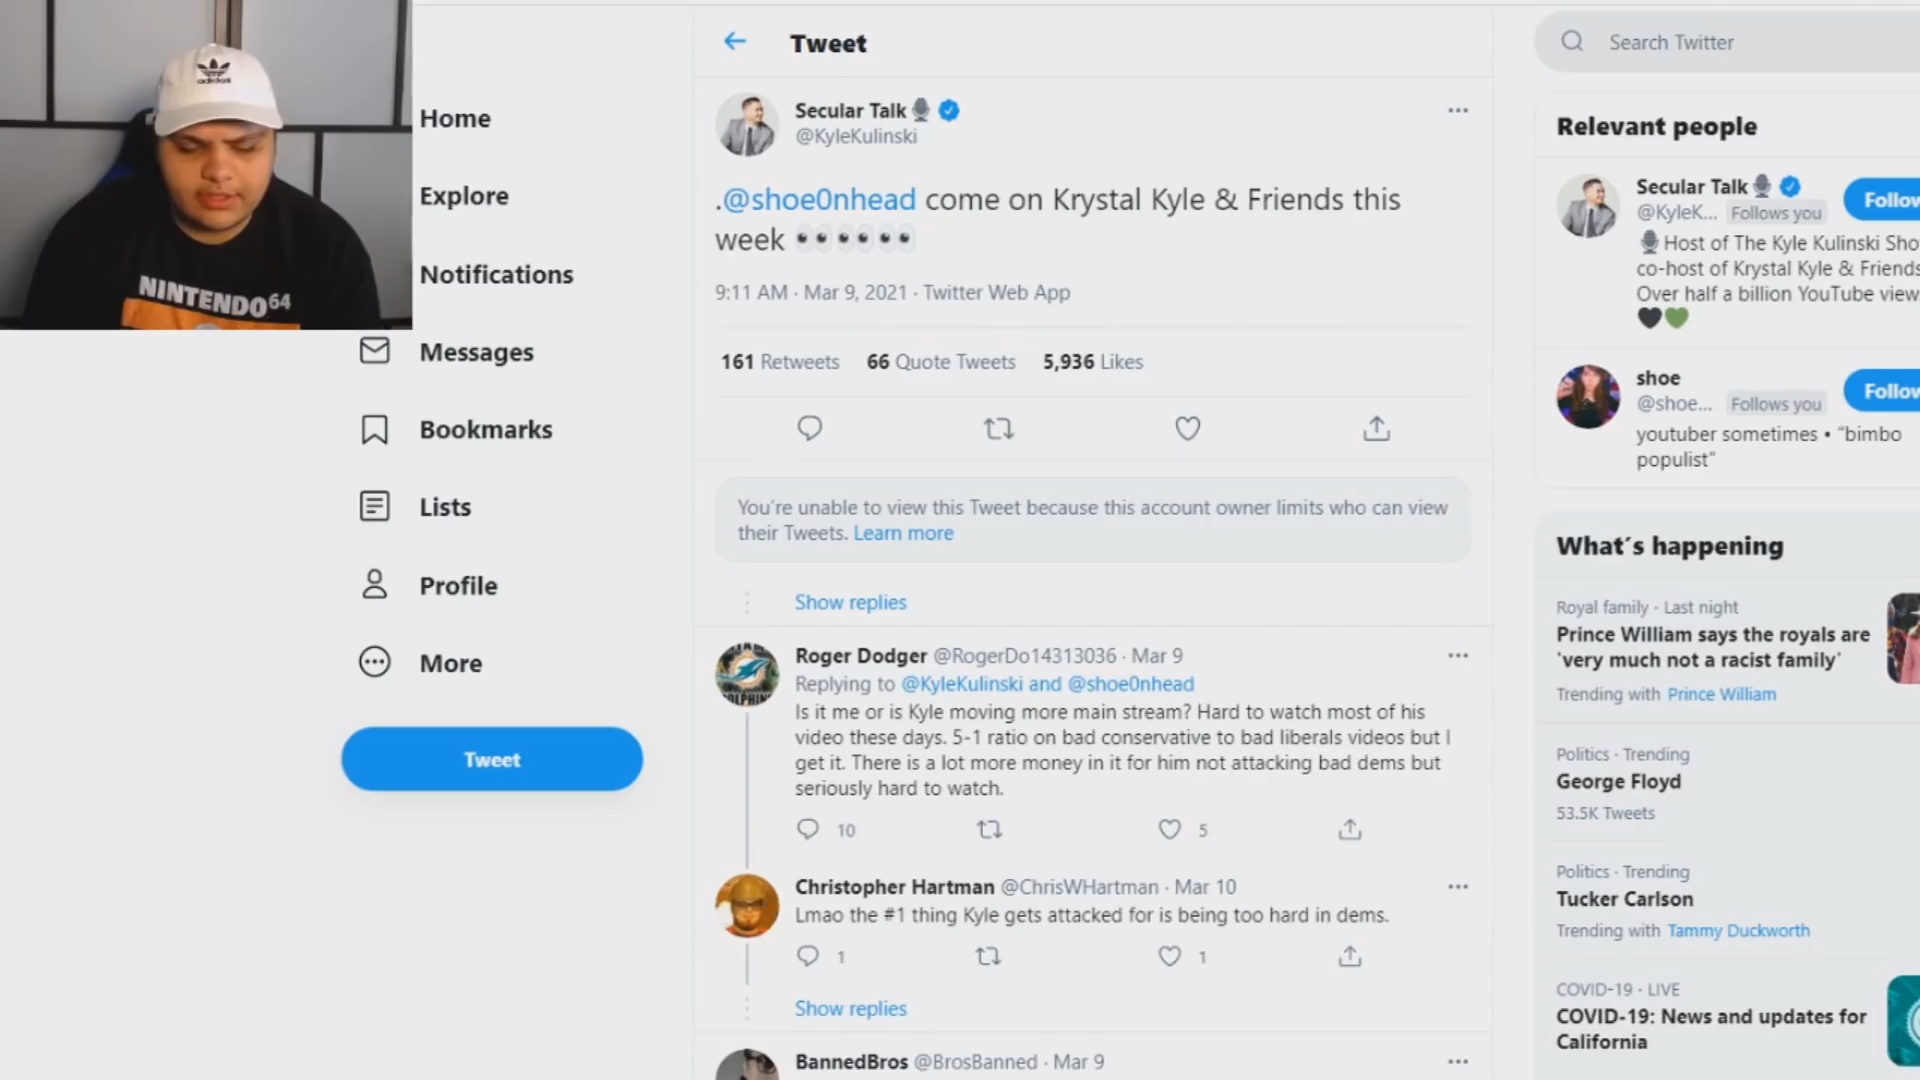 adidas
NINTENDO 64
Home
Explore
Notifications
Messages
Bookmarks
Lists
Profile
More
Tweet
Tweet
Secular Talk
@KyleKulinski
.@shoe0nhead come on Krystal Kyle & Friends this
week
9:11 AM · Mar 9, 2021 · Twitter Web App
161 Retweets 66 Quote Tweets 5,936 Likes
You're unable to view this Tweet because this account owner limits who can view
their Tweets. Learn more
Show replies
Roger Dodger @RogerDo14313036 · Mar 9
Replying to @KyleKulinski and @shoe0nhead
Is it me or is Kyle moving more main stream? Hard to watch most of his
video these days. 5-1 ratio on bad conservative to bad liberals videos but I
get it. There is a lot more money in it for him not attacking bad dems but
seriously hard to watch.
10 5
Christopher Hartman @ChrisWHartman · Mar 10
Lmao the #1 thing Kyle gets attacked for is being too hard in dems.
1 1
Show replies
BannedBros @BrosBanned · Mar 9
Search Twitter
Relevant people
Secular Talk
@KyleK... Follows you
Follow
Host of The Kyle Kulinski Sho
co-host of Krystal Kyle & Friends
Over half a billion YouTube view
shoe
@shoe... Follows you
Follow
youtuber sometimes • "bimbo
populist"
What's happening
Royal family · Last night
Prince William says the royals are
'very much not a racist family'
Trending with Prince William
Politics · Trending
George Floyd
53.5K Tweets
Politics · Trending
Tucker Carlson
Trending with Tammy Duckworth
COVID-19 · LIVE
COVID-19: News and updates for
California